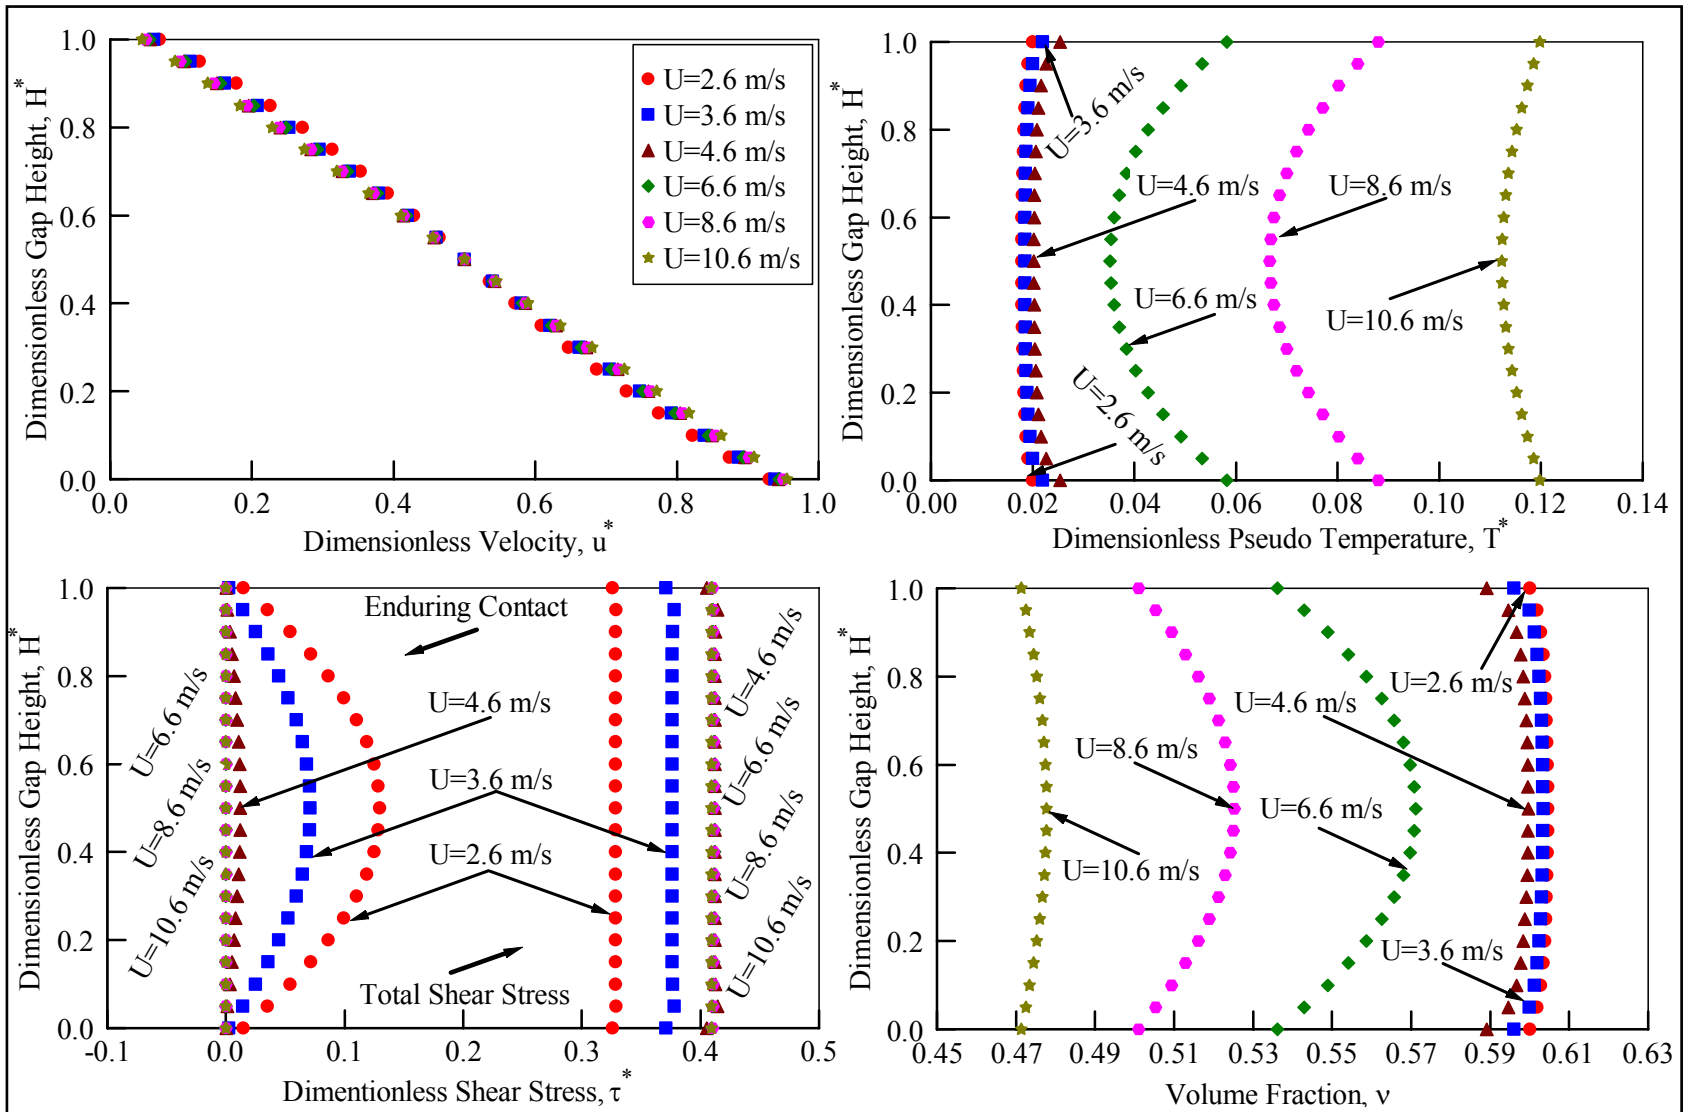 1.0
0.8
0.6
0.4
0.2
0.0
Dimensionless Gap Height, H*
0.0
0.2
0.4
0.6
0.8
1.0
Dimensionless Velocity, u*
U=2.6 m/s
U=3.6 m/s
U=4.6 m/s
U=6.6 m/s
U=8.6 m/s
U=10.6 m/s
1.0
0.8
0.6
0.4
0.2
0.0
Dimensionless Gap Height, H*
0.00
0.02
0.04
0.06
0.08
0.10
0.12
0.14
Dimensionless Pseudo Temperature, T*
U=3.6 m/s
U=4.6 m/s
U=8.6 m/s
U=6.6 m/s
U=10.6 m/s
U=2.6 m/s
1.0
0.8
0.6
0.4
0.2
0.0
Dimensionless Gap Height, H*
-0.1
0.0
0.1
0.2
0.3
0.4
0.5
Dimentionless Shear Stress, τ*
Enduring Contact
U=6.6 m/s
U=8.6 m/s
U=10.6 m/s
U=4.6 m/s
U=3.6 m/s
U=2.6 m/s
Total Shear Stress
U=4.6 m/s
U=6.6 m/s
U=8.6 m/s
U=10.6 m/s
1.0
0.8
0.6
0.4
0.2
0.0
Dimensionless Gap Height, H*
0.45
0.47
0.49
0.51
0.53
0.55
0.57
0.59
0.61
0.63
Volume Fraction, ν
U=2.6 m/s
U=4.6 m/s
U=8.6 m/s
U=6.6 m/s
U=10.6 m/s
U=3.6 m/s